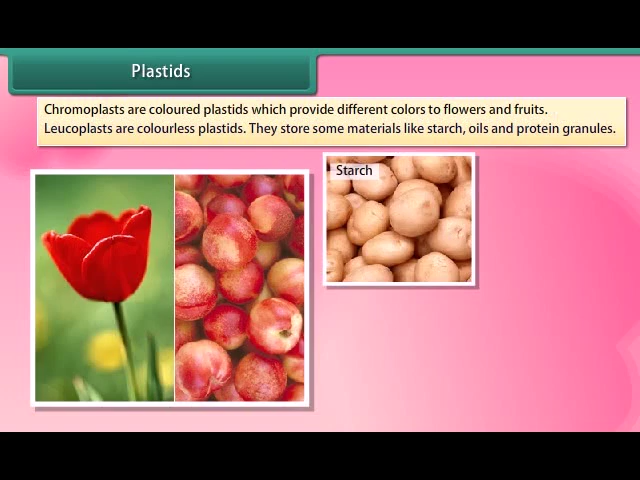 Plastids
Chromoplasts are coloured plastids which provide different colors to flowers and fruits.
Leucoplasts are colourless plastids. They store some materials like starch, oils and protein granules.
Starch